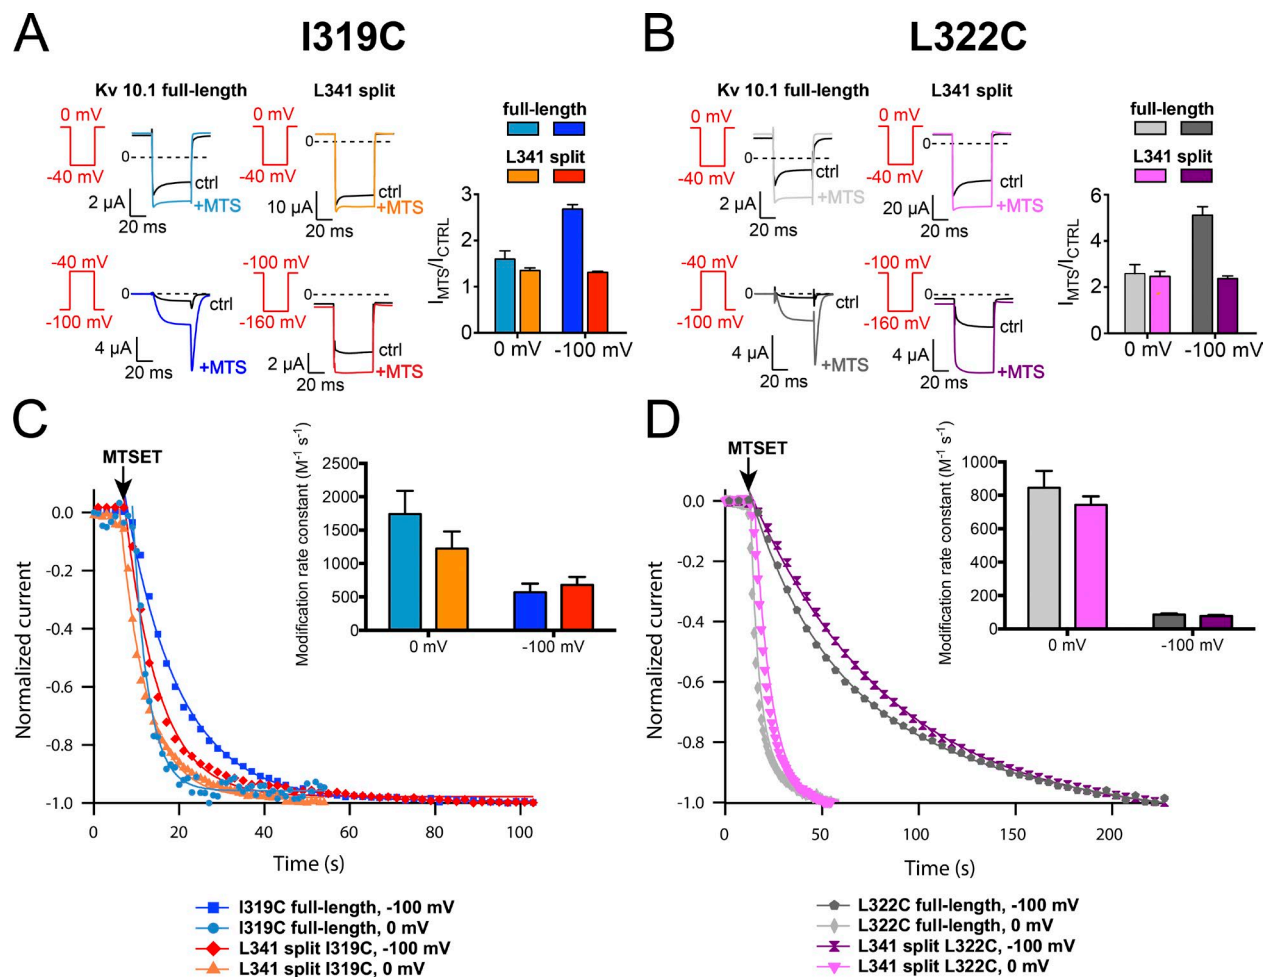 A
I319C
Kv 10.1 full-length
L341 split
0 mV
-40 mV
0
ctrl
+MTS
2 µA
20 ms
0 mV
-40 mV
0
ctrl
+MTS
10 µA
20 ms
-40 mV
-100 mV
0
ctrl
+MTS
4 µA
20 ms
-100 mV
-160 mV
0
ctrl
+MTS
2 µA
20 ms
full-length
L341 split
I_MTS/I_CTRL
3
2
1
0
0 mV
-100 mV
B
L322C
Kv 10.1 full-length
L341 split
0 mV
-40 mV
0
ctrl
+MTS
2 µA
20 ms
0 mV
-40 mV
0
ctrl
+MTS
20 µA
20 ms
-40 mV
-100 mV
0
ctrl
+MTS
4 µA
20 ms
-100 mV
-160 mV
0
ctrl
+MTS
4 µA
20 ms
full-length
L341 split
I_MTS/I_CTRL
6
4
2
0
0 mV
-100 mV
C
MTSET
Normalized current
0.0
-0.2
-0.4
-0.6
-0.8
-1.0
0
20
40
60
80
100
Time (s)
Modification rate constant (M⁻¹ s⁻¹)
2500
2000
1500
1000
500
0
0 mV
-100 mV
I319C full-length, -100 mV
I319C full-length, 0 mV
L341 split I319C, -100 mV
L341 split I319C, 0 mV
D
MTSET
Normalized current
0.0
-0.2
-0.4
-0.6
-0.8
-1.0
0
50
100
150
200
Time (s)
Modification rate constant (M⁻¹ s⁻¹)
1000
800
600
400
200
0
0 mV
-100 mV
L322C full-length, -100 mV
L322C full-length, 0 mV
L341 split L322C, -100 mV
L341 split L322C, 0 mV